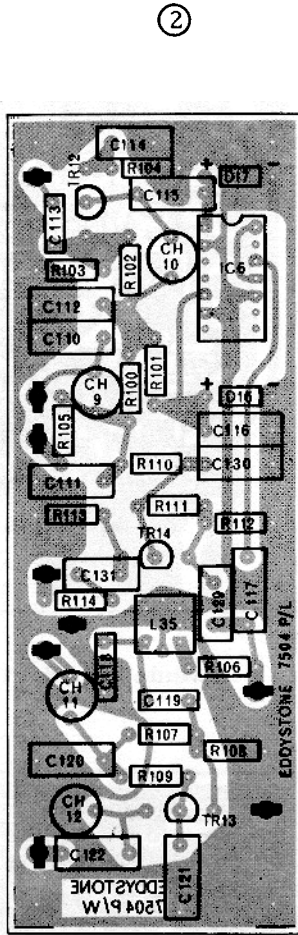 2
C114
R104
TR12
C115
+ D17 -
C113
CH
10
IC6
R103
R102
C112
C110
R101
R100
CH
9
+ D16 -
R105
C116
R110
C130
C111
R111
R113
R112
TR14
C131
R114
L35
C129
C117
C118
R106
CH
11
C119
R107
R108
C120
R109
CH
12
TR13
C122
C121
EDDYSTONE 7504 P/L
EDDYSTONE
7504 P/W